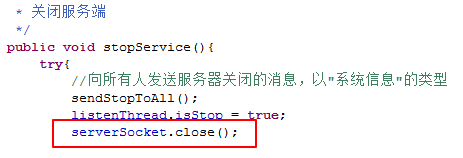 * 关闭服务端
*/
public void stopService(){
try{
//向所有人发送服务器关闭的消息，以"系统信息"的类型
sendStopToAll();
listenThread.isStop = true;
serverSocket.close();